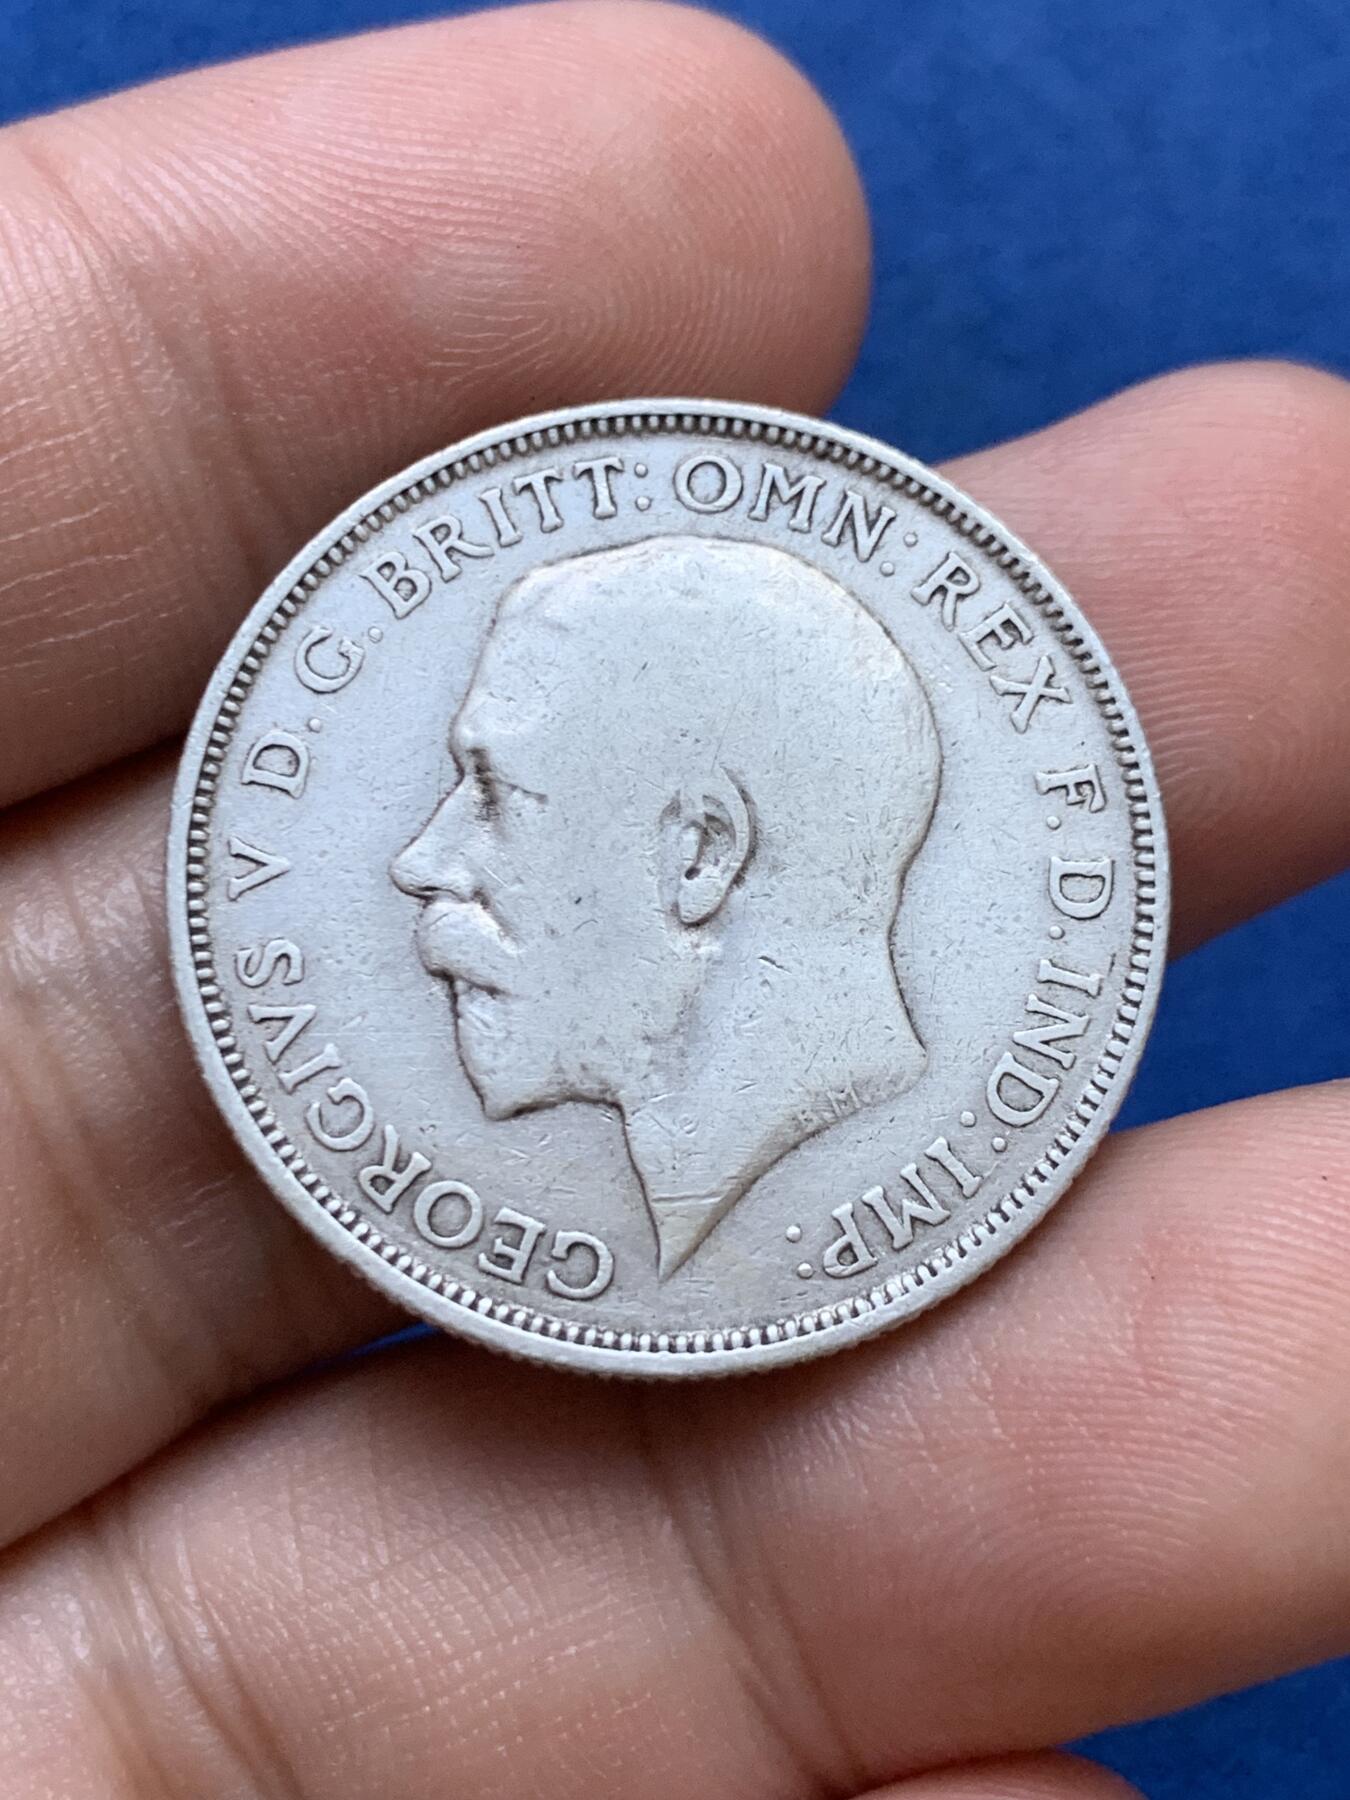 GEORGIVS V D.G.BRITT:OMN:REX F.D.IND:IMP:
B.M.